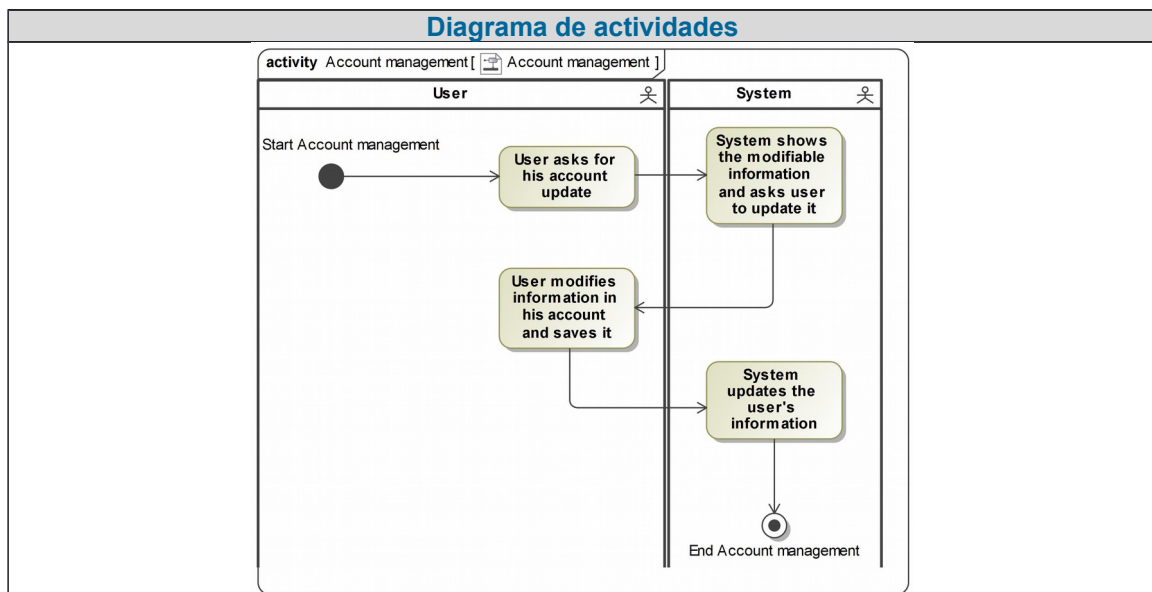 Diagrama de actividades
activity Account management [ Account management ]
User
System
Start Account management
User asks for
his account
update
System shows
the modifiable
information
and asks user
to update it
User modifies
information in
his account
and saves it
System
updates the
user's
information
End Account management